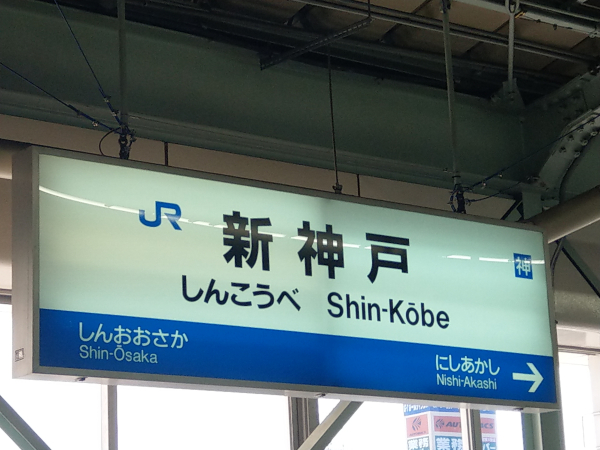 JR
新神戸
神
しんこうべ Shin-Kōbe
しんおおさか
Shin-Ōsaka
にしあかし
Nishi-Akashi